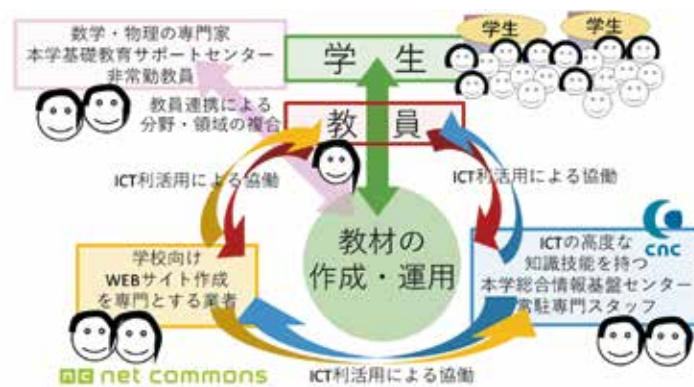 数学・物理の専門家
本学基礎教育サポートセンター
非常勤教員
学生
学生
学生
教員連携による
分野・領域の複合
教員
ICT利活用による協働
ICT利活用による協働
cnc
教材の
作成・運用
学校向け
WEBサイト作成
を専門とする業者
ICTの高度な
知識技能を持つ
本学総合情報基盤センター
常駐専門スタッフ
nc net commons
ICT利活用による協働